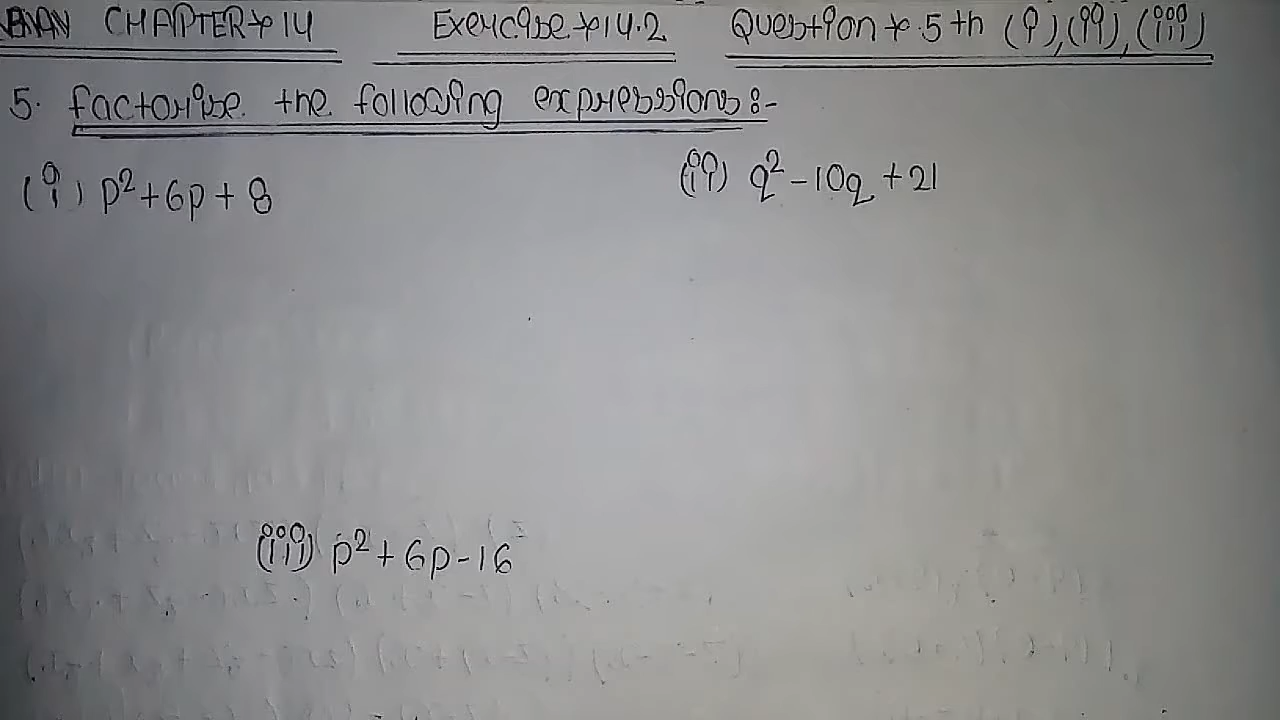 CHAPTER→14 Exercise→14.2 Question→5th (i),(ii),(iii)
5. factorise the following expressions:-
(i) p²+6p+8 (ii) q²-10q+21
(iii) p²+6p-16